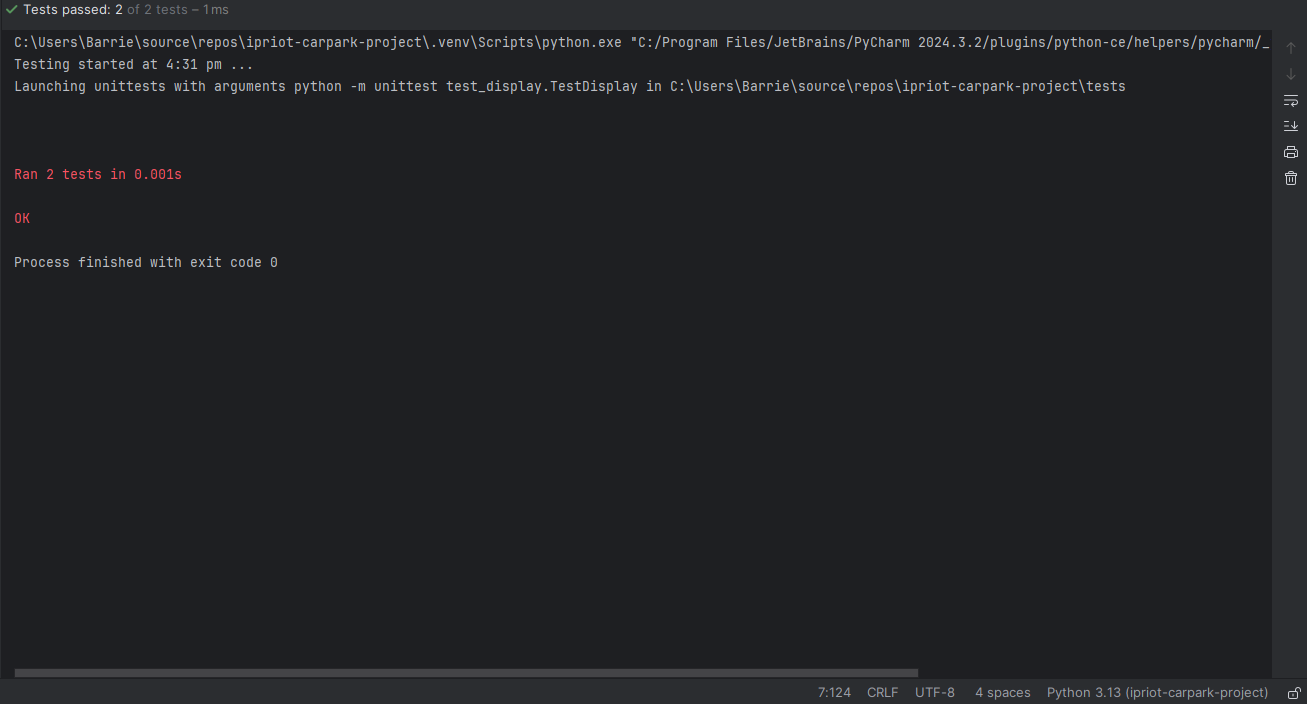 Tests passed: 2 of 2 tests – 1 ms
C:\Users\Barrie\source\repos\ipriot-carpark-project\.venv\Scripts\python.exe "C:/Program Files/JetBrains/PyCharm 2024.3.2/plugins/python-ce/helpers/pycharm/_
Testing started at 4:31 pm ...
Launching unittests with arguments python -m unittest test_display.TestDisplay in C:\Users\Barrie\source\repos\ipriot-carpark-project\tests
Ran 2 tests in 0.001s
OK
Process finished with exit code 0
7:124 CRLF UTF-8 4 spaces Python 3.13 (ipriot-carpark-project)